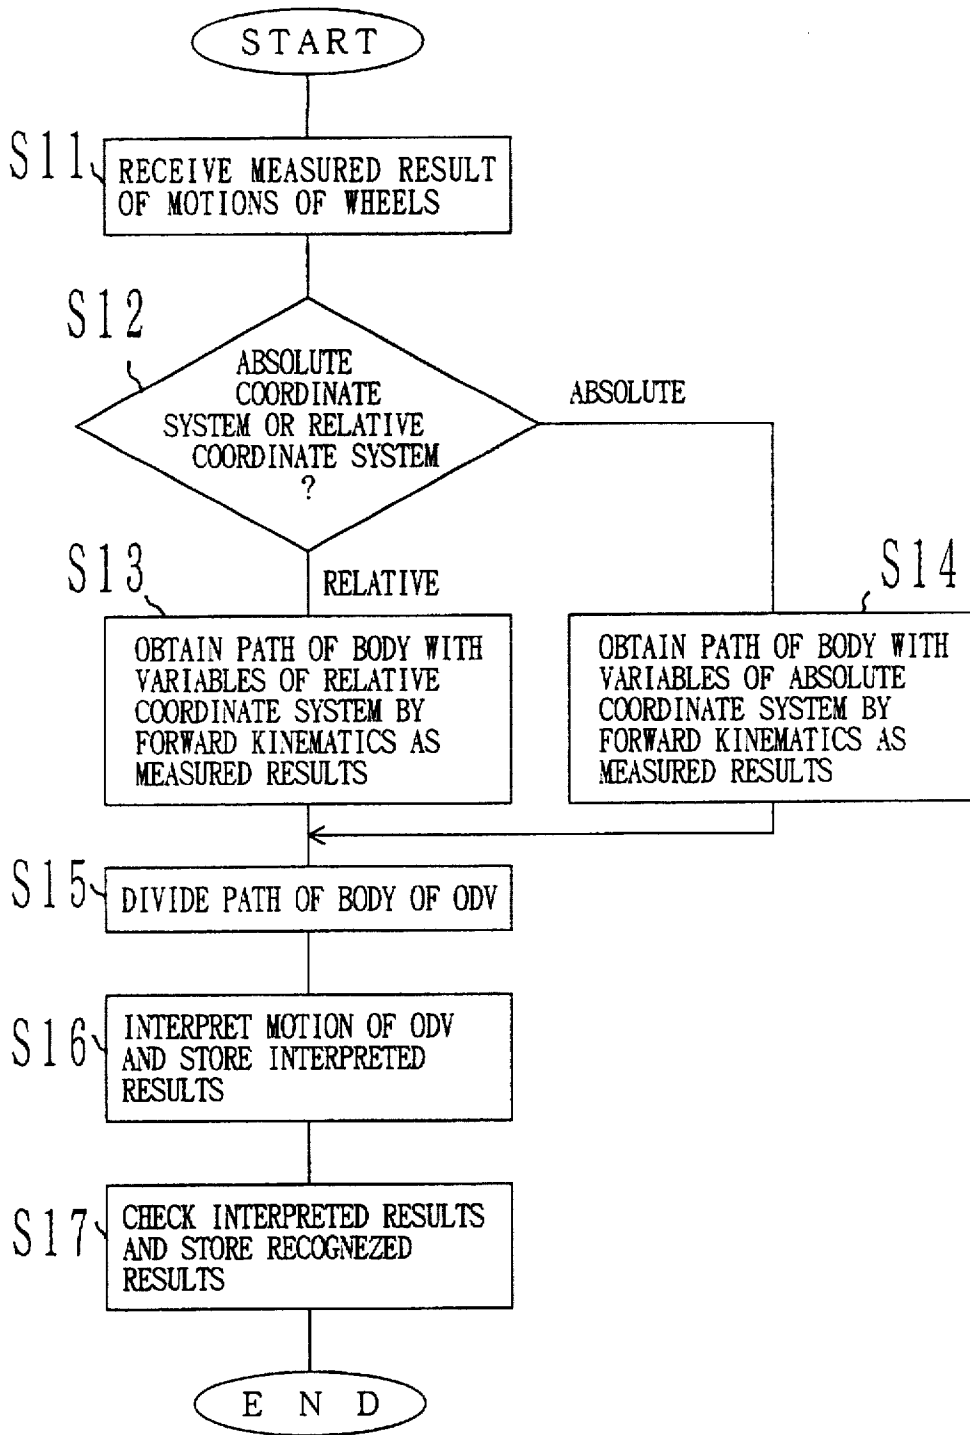 START
S11
RECEIVE MEASURED RESULT
OF MOTIONS OF WHEELS
S12
ABSOLUTE
COORDINATE
SYSTEM OR RELATIVE
COORDINATE SYSTEM
?
ABSOLUTE
RELATIVE
S13
OBTAIN PATH OF BODY WITH
VARIABLES OF RELATIVE
COORDINATE SYSTEM BY
FORWARD KINEMATICS AS
MEASURED RESULTS
S14
OBTAIN PATH OF BODY WITH
VARIABLES OF ABSOLUTE
COORDINATE SYSTEM BY
FORWARD KINEMATICS AS
MEASURED RESULTS
S15
DIVIDE PATH OF BODY OF ODV
S16
INTERPRET MOTION OF ODV
AND STORE INTERPRETED
RESULTS
S17
CHECK INTERPRETED RESULTS
AND STORE RECOGNEZED
RESULTS
END